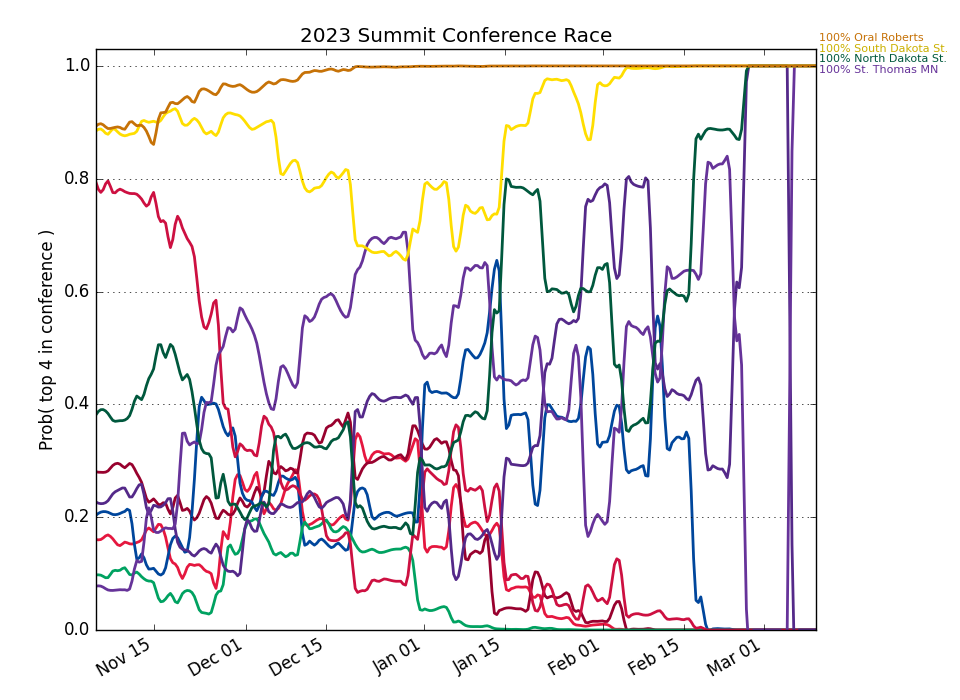 2023 Summit Conference Race
100% Oral Roberts
100% South Dakota St.
100% North Dakota St.
100% St. Thomas MN
Prob( top 4 in conference )
1.0
0.8
0.6
0.4
0.2
0.0
Nov 15
Dec 01
Dec 15
Jan 01
Jan 15
Feb 01
Feb 15
Mar 01